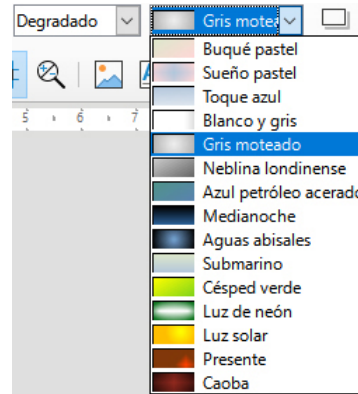 Degradado Gris motea
5 6 7
Buqué pastel
Sueño pastel
Toque azul
Blanco y gris
Gris moteado
Neblina londinense
Azul petróleo acerado
Medianoche
Aguas abisales
Submarino
Césped verde
Luz de neón
Luz solar
Presente
Caoba